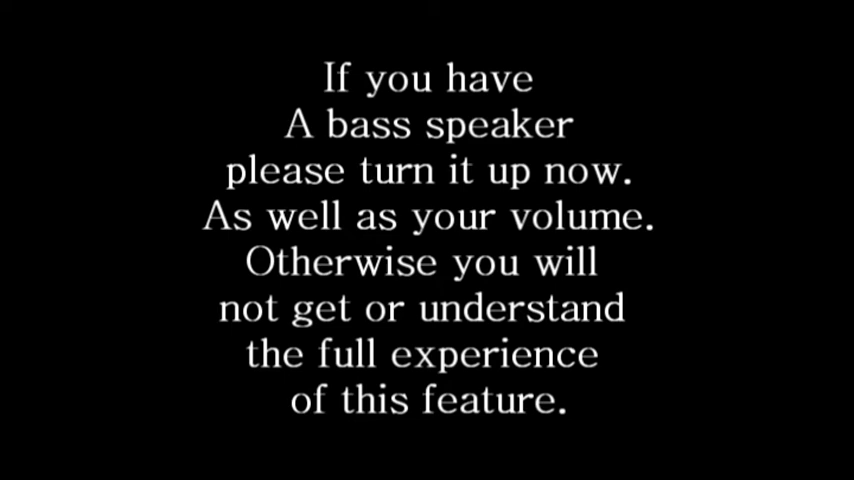 If you have
A bass speaker
please turn it up now.
As well as your volume.
Otherwise you will
not get or understand
the full experience
of this feature.